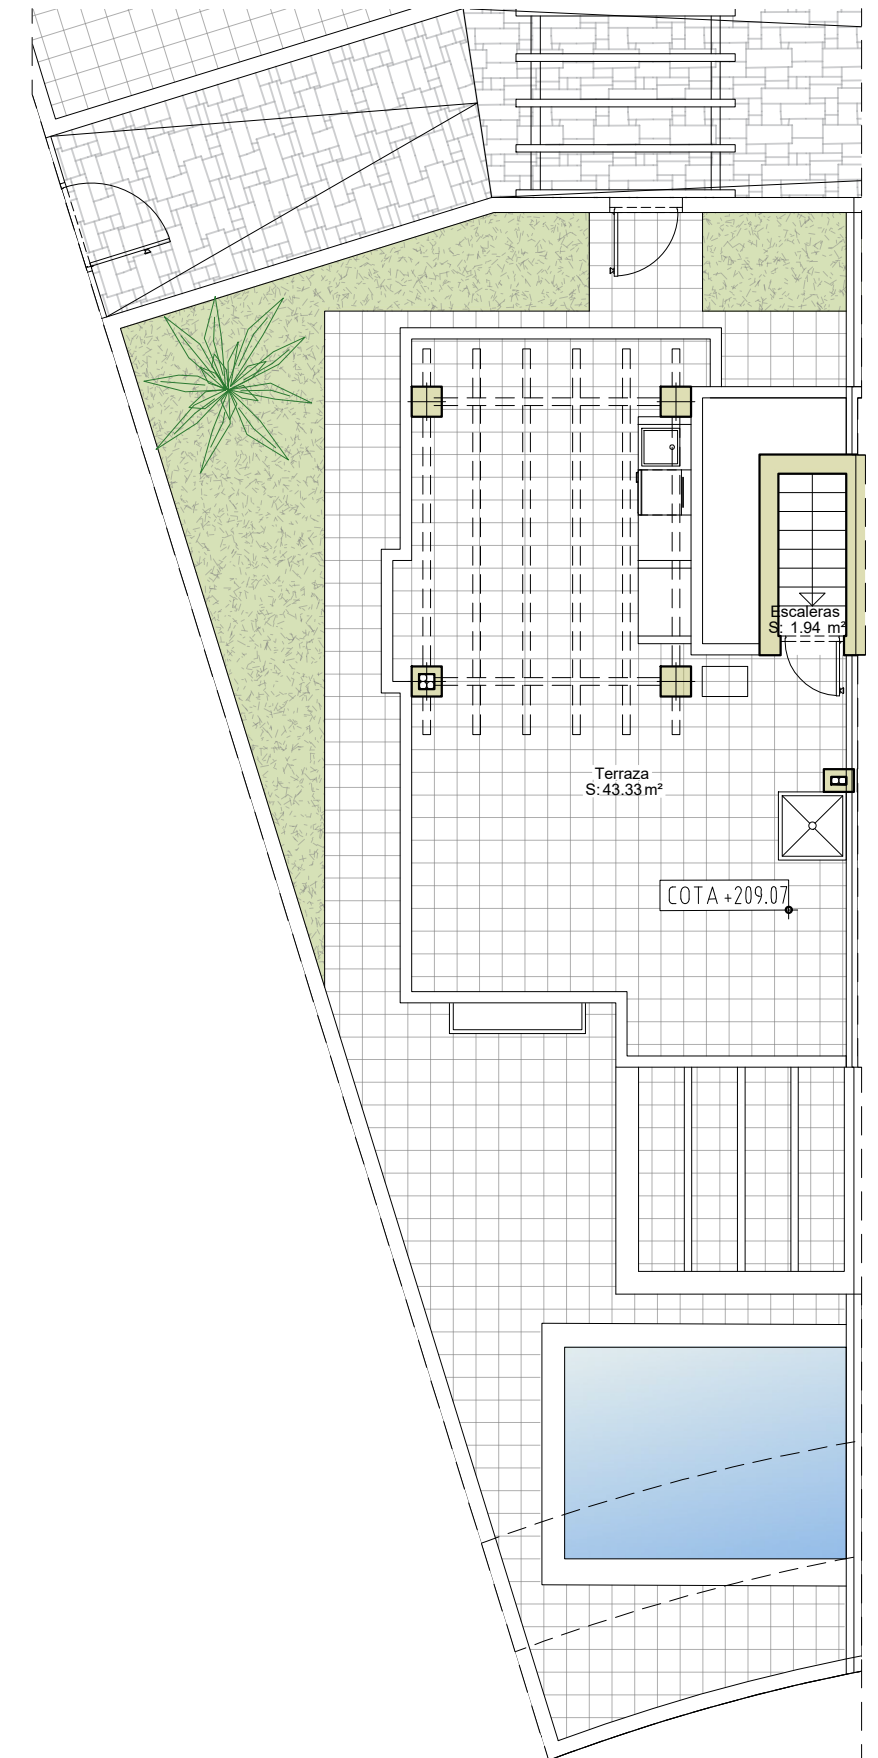 Escaleras
S: 1.94 m²
Terraza
S: 43.33 m²
COTA +209.07